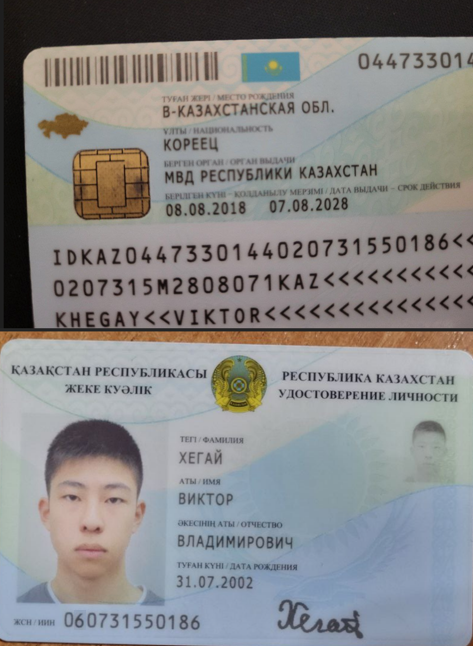 044733014
ТУҒАН ЖЕРІ / МЕСТО РОЖДЕНИЯ
В-КАЗАХСТАНСКАЯ ОБЛ.
ҰЛТЫ / НАЦИОНАЛЬНОСТЬ
КОРЕЕЦ
БЕРГЕН ОРГАН / ОРГАН ВЫДАЧИ
МВД РЕСПУБЛИКИ КАЗАХСТАН
БЕРІЛГЕН КҮНІ - ҚОЛДАНЫЛУ МЕРЗІМІ / ДАТА ВЫДАЧИ - СРОК ДЕЙСТВИЯ
08.08.2018 07.08.2028
IDKAZ0447330144020731550186<<
0207315M2808071KAZ<<<<<<<<<<<
KHEGAY<<VIKTOR<<<<<<<<<<<<<
ҚАЗАҚСТАН РЕСПУБЛИКАСЫ
ЖЕКЕ КУӘЛІК
РЕСПУБЛИКА КАЗАХСТАН
УДОСТОВЕРЕНИЕ ЛИЧНОСТИ
ТЕГІ / ФАМИЛИЯ
ХЕГАЙ
АТЫ / ИМЯ
ВИКТОР
ӘКЕСІНІҢ АТЫ / ОТЧЕСТВО
ВЛАДИМИРОВИЧ
ТУҒАН КҮНІ / ДАТА РОЖДЕНИЯ
31.07.2002
ЖСН / ИИН 060731550186
Хегай